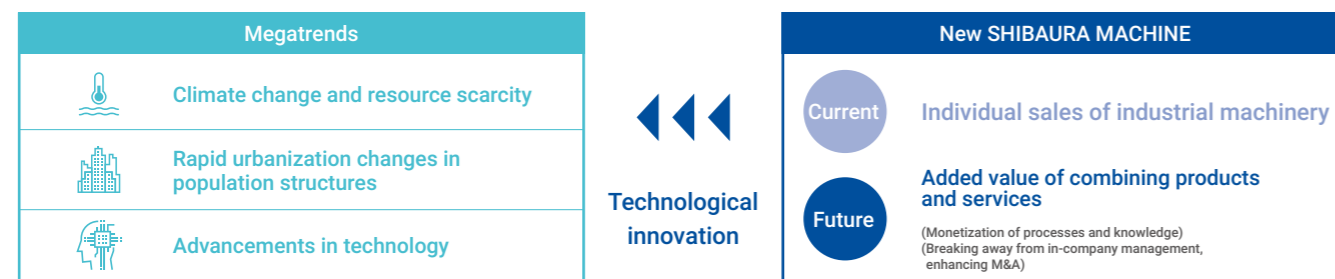 Megatrends
Climate change and resource scarcity
Rapid urbanization changes in
population structures
Advancements in technology
Technological
innovation
New SHIBAURA MACHINE
Current
Individual sales of industrial machinery
Future
Added value of combining products
and services
(Monetization of processes and knowledge)
(Breaking away from in-company management,
enhancing M&A)